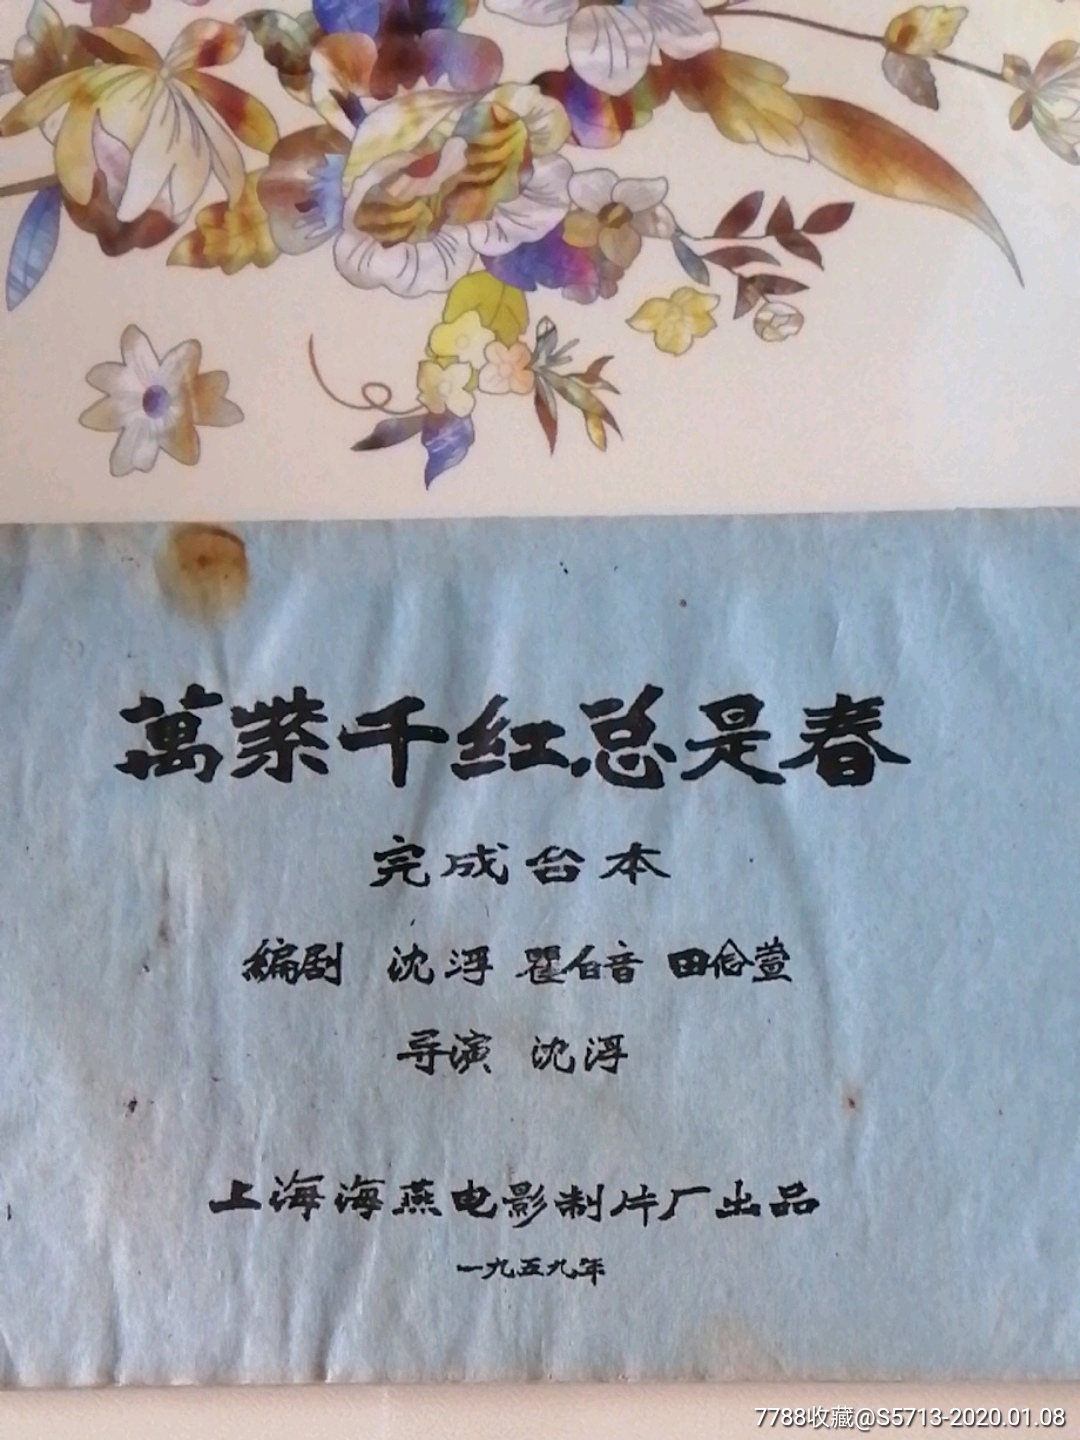 萬紫千红总是春
完成台本
編剧 沈浮 瞿白音 田念萱
导演 沈浮
上海海燕电影制片厂出品
一九五九年
7788收藏@S5713-2020.01.08